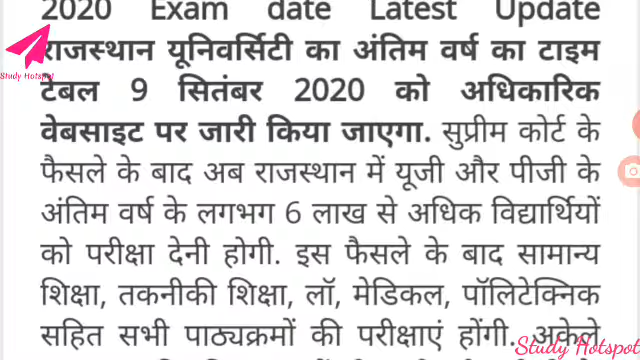 2020 Exam date Latest Update
राजस्थान यूनिवर्सिटी का अंतिम वर्ष का टाइम
टेबल 9 सितंबर 2020 को अधिकारिक
वेबसाइट पर जारी किया जाएगा. सुप्रीम कोर्ट के
फैसले के बाद अब राजस्थान में यूजी और पीजी के
अंतिम वर्ष के लगभग 6 लाख से अधिक विद्यार्थियों
को परीक्षा देनी होगी. इस फैसले के बाद सामान्य
शिक्षा, तकनीकी शिक्षा, लॉ, मेडिकल, पॉलिटेक्निक
सहित सभी पाठ्यक्रमों की परीक्षाएं होंगी. अकेले
Study Hotspot
Study Hotspot